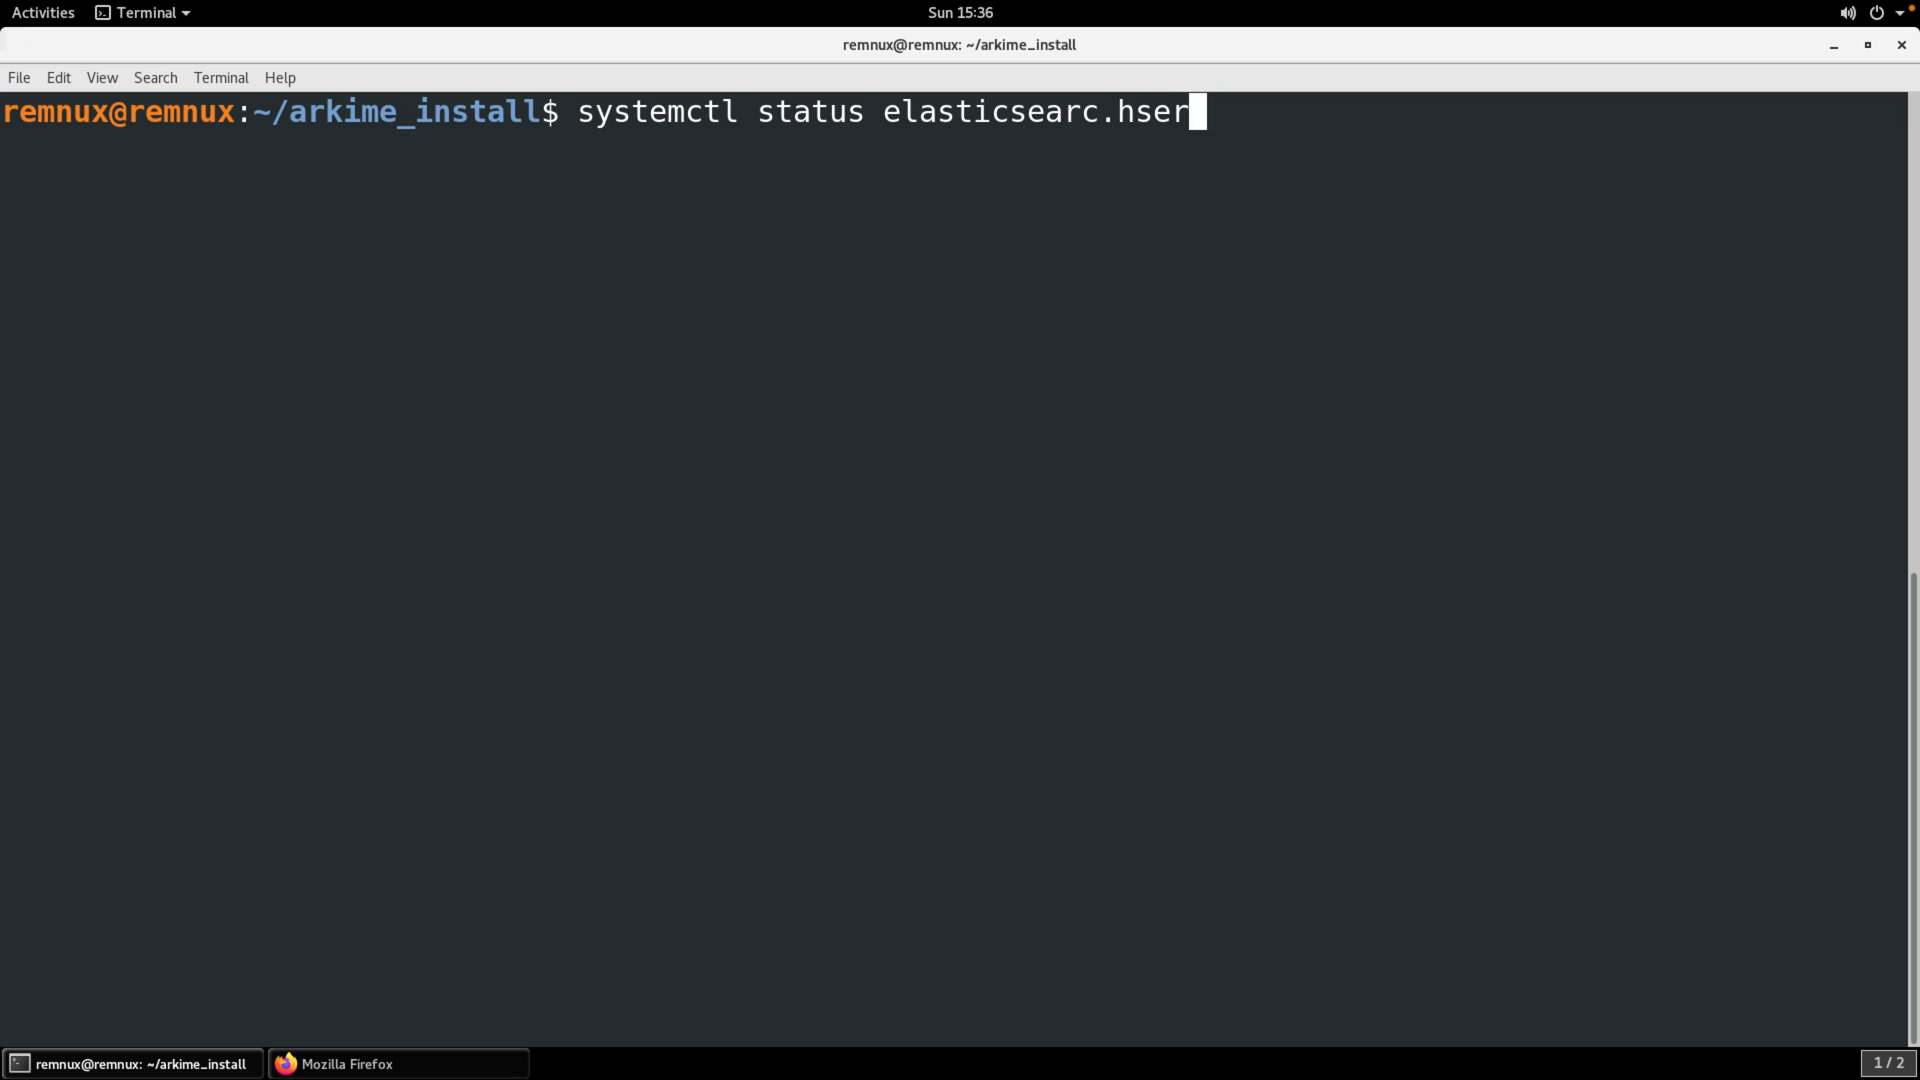 Activities Terminal Sun 15:36
remnux@remnux: ~/arkime_install
File Edit View Search Terminal Help
remnux@remnux:~/arkime_install$ systemctl status elasticsearc.hser
remnux@remnux: ~/arkime_install Mozilla Firefox 1 / 2